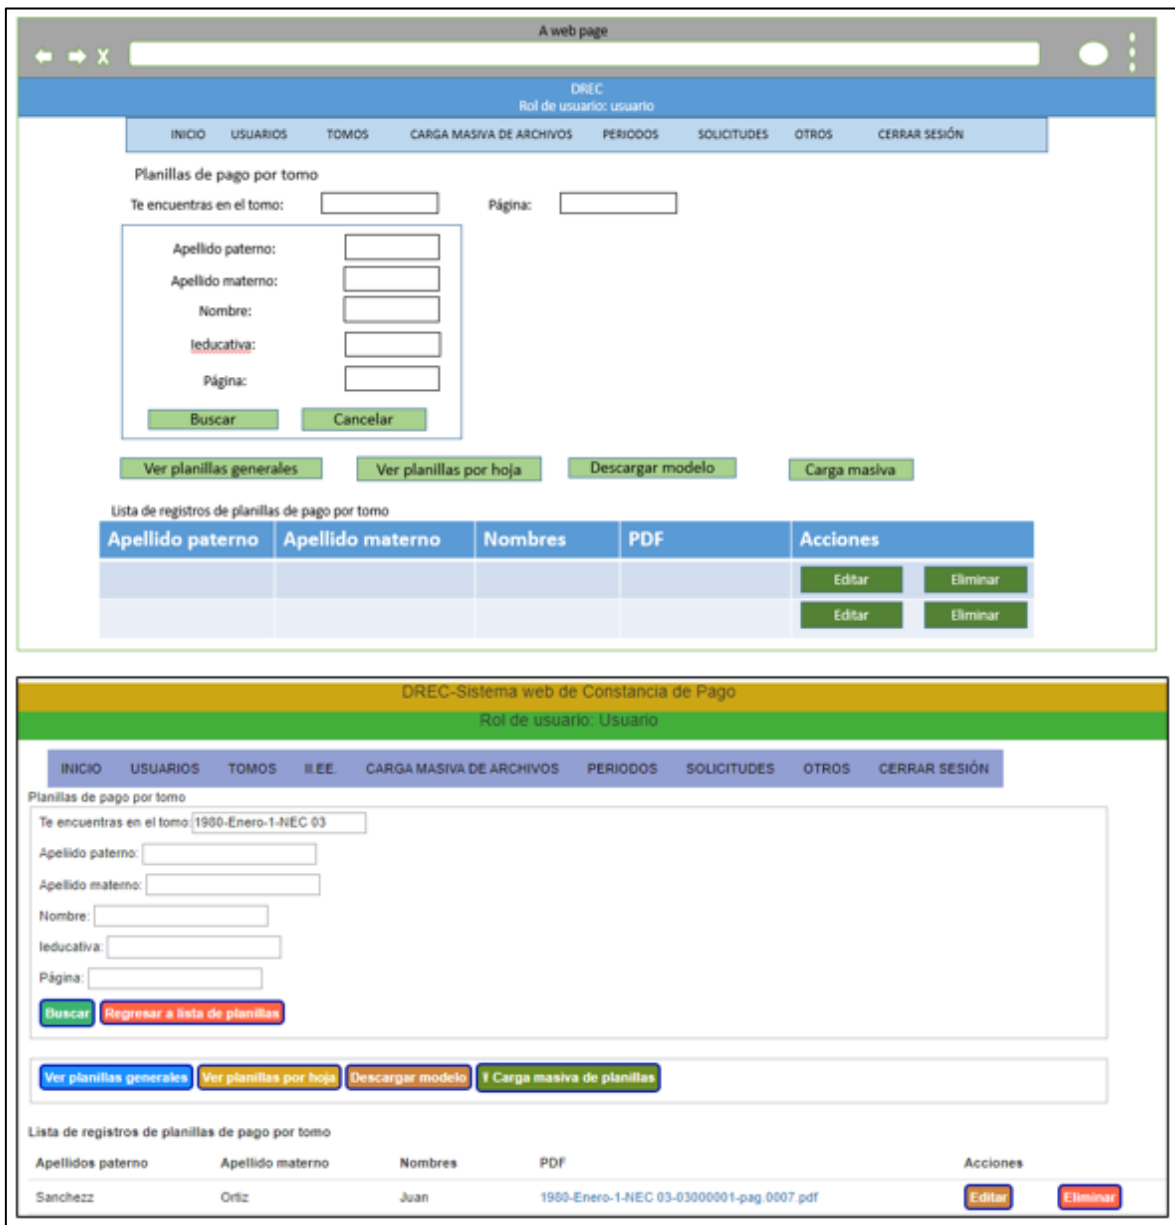 A web page
X
DREC
Rol de usuario: usuario
INICIO USUARIOS TOMOS CARGA MASIVA DE ARCHIVOS PERIODOS SOLICITUDES OTROS CERRAR SESIÓN
Planillas de pago por tomo
Te encuentras en el tomo: Página:
Apellido paterno:
Apellido materno:
Nombre:
Ieducativa:
Página:
Buscar Cancelar
Ver planillas generales Ver planillas por hoja Descargar modelo Carga masiva
Lista de registros de planillas de pago por tomo
Apellido paterno Apellido materno Nombres PDF Acciones
Editar Eliminar
Editar Eliminar
DREC-Sistema web de Constancia de Pago
Rol de usuario: Usuario
INICIO USUARIOS TOMOS II.EE. CARGA MASIVA DE ARCHIVOS PERIODOS SOLICITUDES OTROS CERRAR SESIÓN
Planillas de pago por tomo
Te encuentras en el tomo: 1980-Enero-1-NEC 03
Apellido paterno:
Apellido materno:
Nombre:
Ieducativa:
Página:
Buscar Regresar a lista de planillas
Ver planillas generales Ver planillas por hoja Descargar modelo Carga masiva de planillas
Lista de registros de planillas de pago por tomo
Apellidos paterno Apellido materno Nombres PDF Acciones
Sanchezz Ortiz Juan 1980-Enero-1-NEC 03-03000001-pag.0007.pdf Editar Eliminar